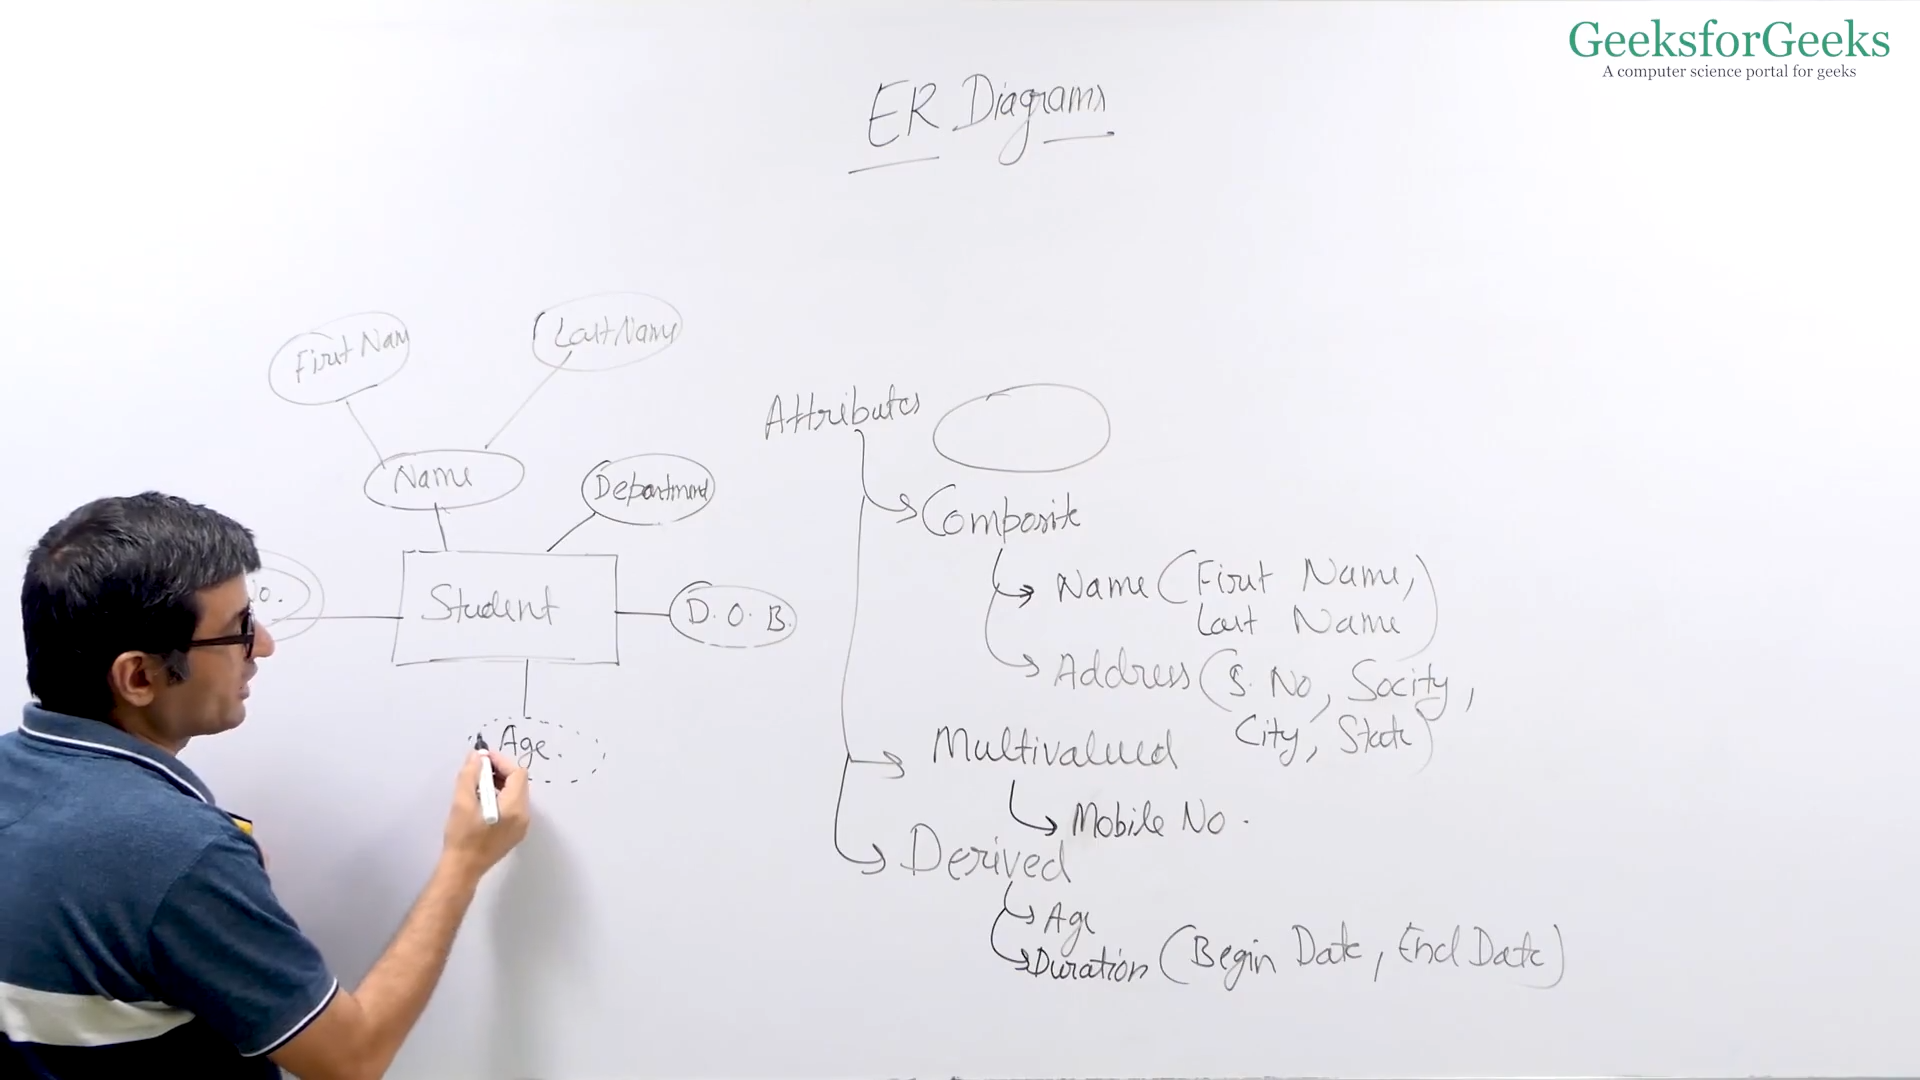 GeeksforGeeks
A computer science portal for geeks
ER Diagrams
First Nam
Last Name
Name
Department
No.
Student
D. O. B.
Age
Attributes
Composite
Name (First Name,
Last Name)
Address (S. No, Socity,
City, State)
Multivalued
Mobile No.
Derived
Age
Duration (Begin Date, End Date)